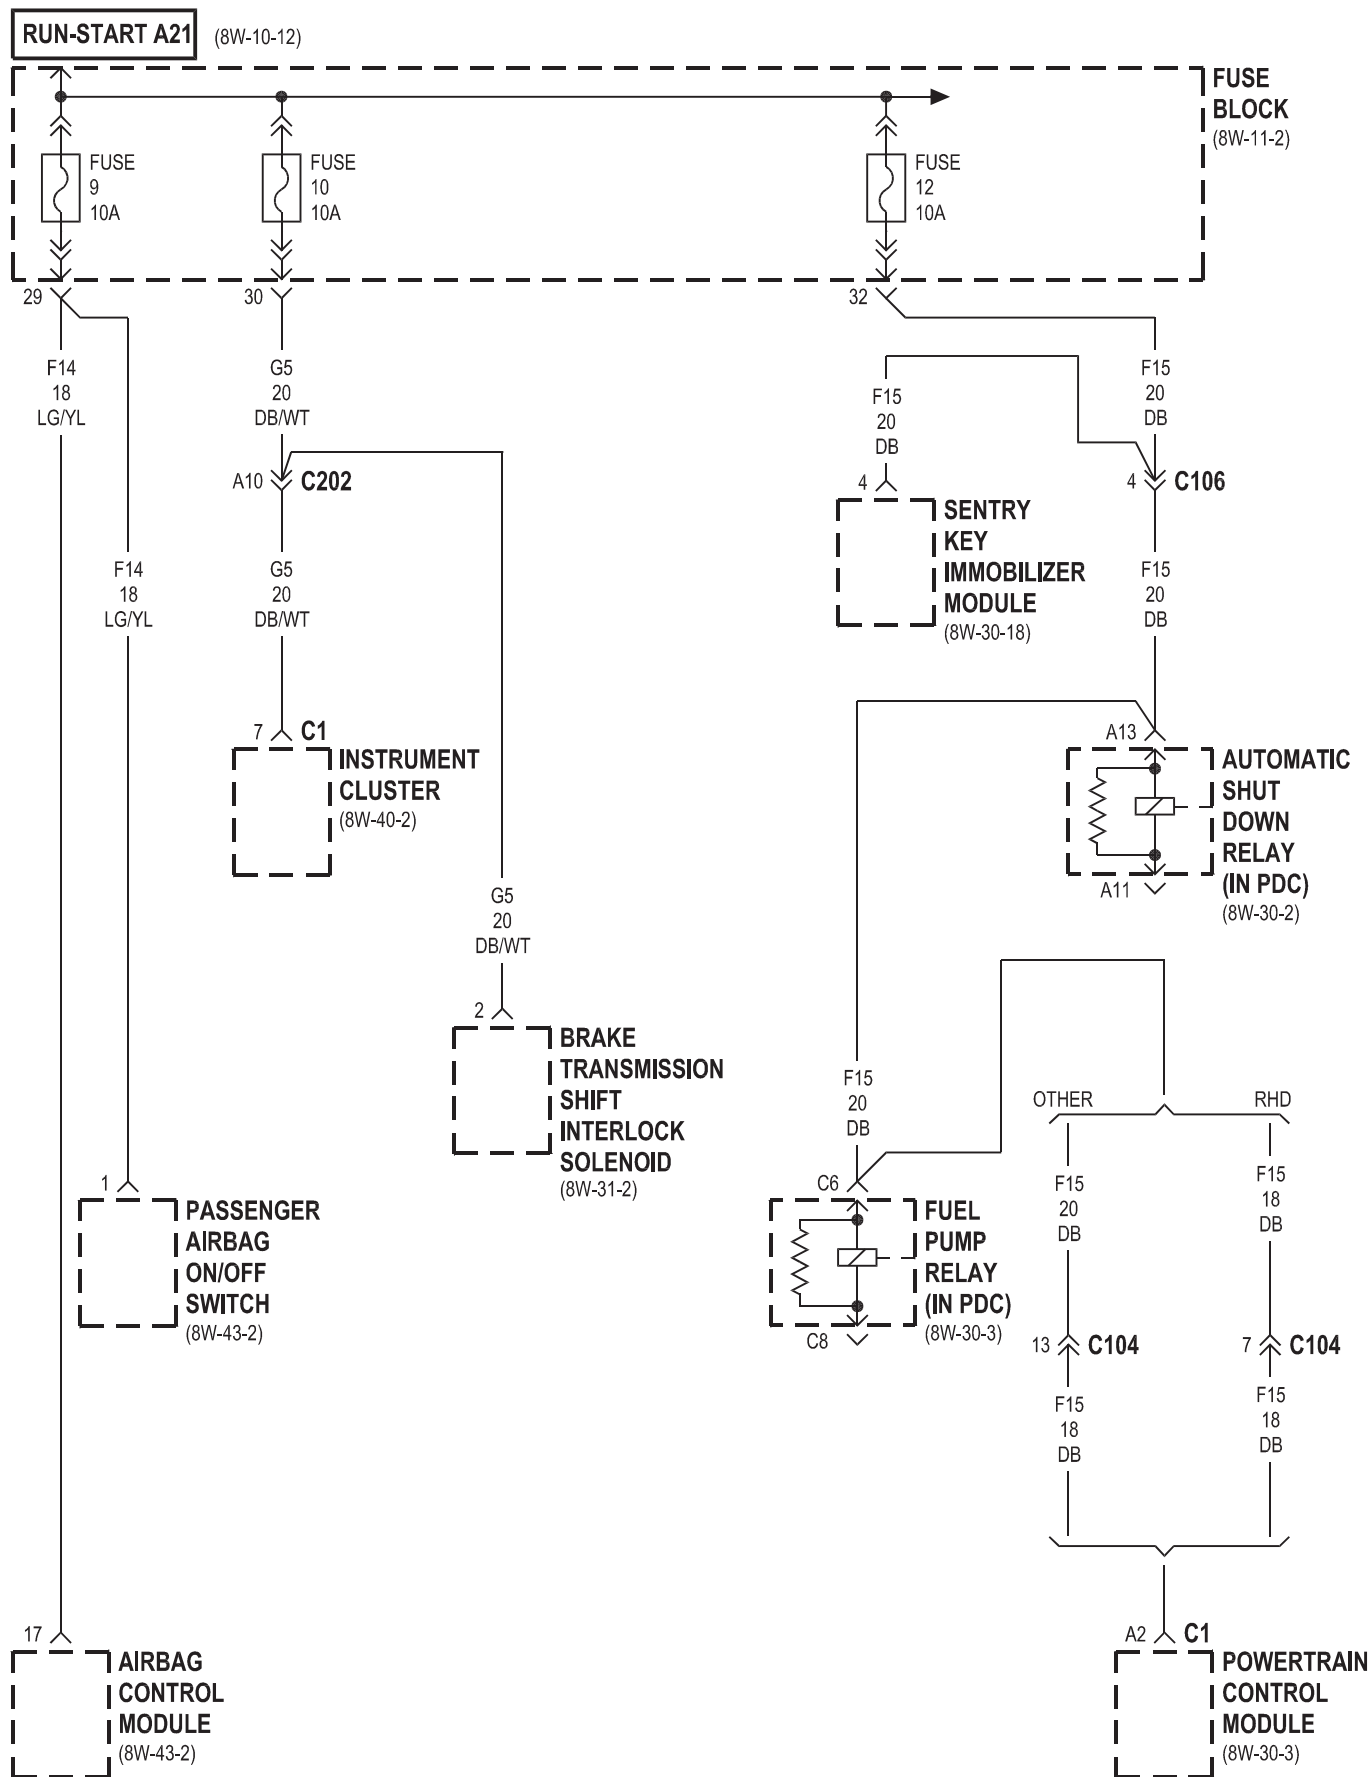 RUN-START A21 (8W-10-12)
FUSE
BLOCK
(8W-11-2)
FUSE
9
10A
FUSE
10
10A
FUSE
12
10A
29
30
32
F14
18
LG/YL
G5
20
DB/WT
F15
20
DB
F15
20
DB
A10 C202
4
4 C106
SENTRY
KEY
IMMOBILIZER
MODULE
(8W-30-18)
F14
18
LG/YL
G5
20
DB/WT
F15
20
DB
7 C1
INSTRUMENT
CLUSTER
(8W-40-2)
A13
AUTOMATIC
SHUT
DOWN
RELAY
(IN PDC)
(8W-30-2)
A11
G5
20
DB/WT
2
BRAKE
TRANSMISSION
SHIFT
INTERLOCK
SOLENOID
(8W-31-2)
F15
20
DB
OTHER
RHD
F15
20
DB
F15
18
DB
1
PASSENGER
AIRBAG
ON/OFF
SWITCH
(8W-43-2)
C6
FUEL
PUMP
RELAY
(IN PDC)
(8W-30-3)
C8
13 C104
7 C104
F15
18
DB
F15
18
DB
17
AIRBAG
CONTROL
MODULE
(8W-43-2)
A2 C1
POWERTRAIN
CONTROL
MODULE
(8W-30-3)